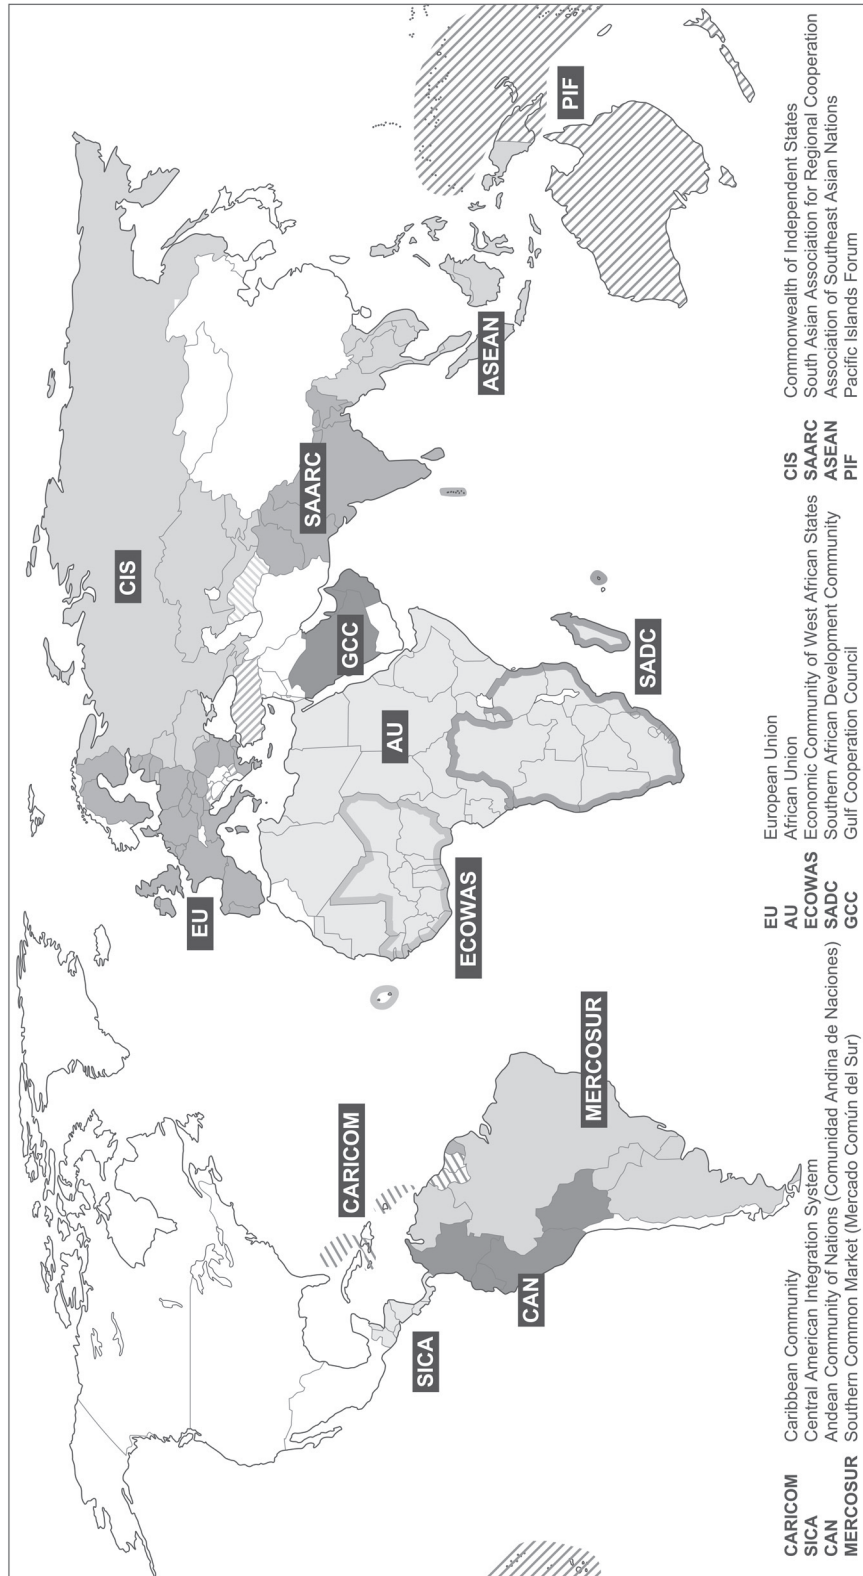 CIS
EU
SAARC
GCC
AU
CARICOM
ECOWAS
ASEAN
PIF
SICA
CAN
MERCOSUR
SADC
CARICOM Caribbean Community
SICA Central American Integration System
CAN Andean Community of Nations (Comunidad Andina de Naciones)
MERCOSUR Southern Common Market (Mercado Común del Sur)
EU European Union
AU African Union
ECOWAS Economic Community of West African States
SADC Southern African Development Community
GCC Gulf Cooperation Council
CIS Commonwealth of Independent States
SAARC South Asian Association for Regional Cooperation
ASEAN Association of Southeast Asian Nations
PIF Pacific Islands Forum